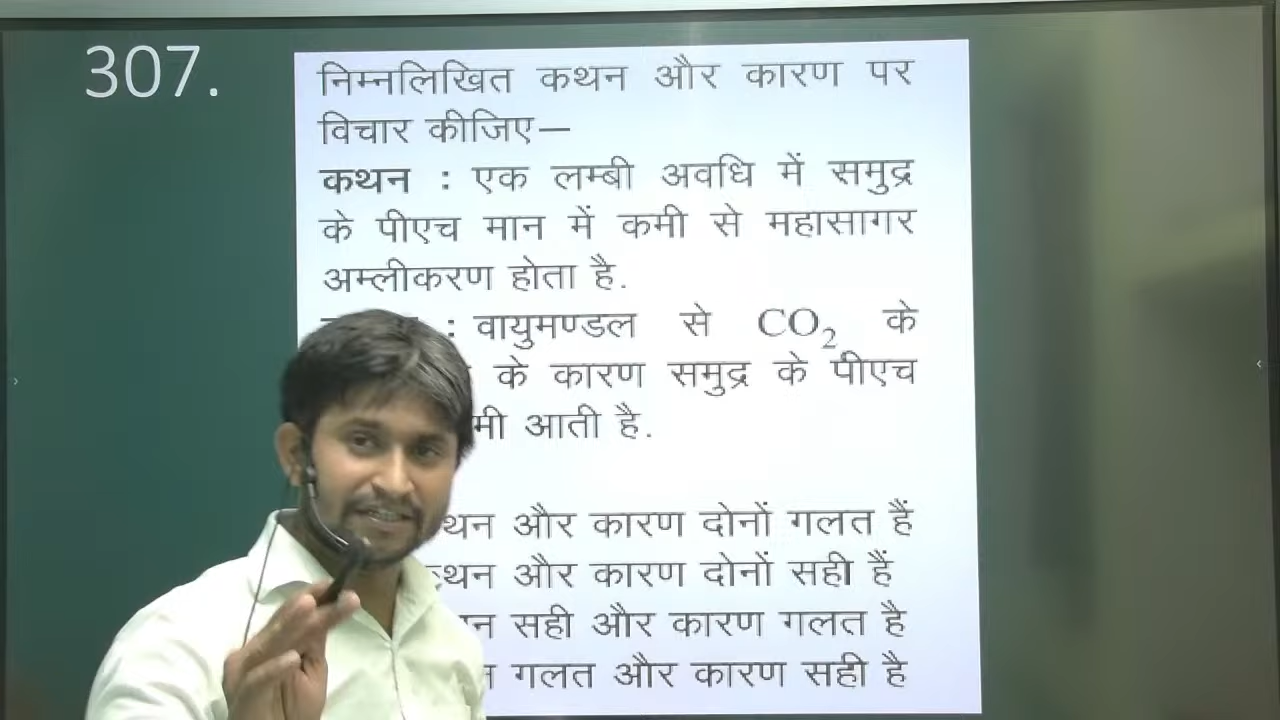 307.
निम्नलिखित कथन और कारण पर
विचार कीजिए—
कथन : एक लम्बी अवधि में समुद्र
के पीएच मान में कमी से महासागर
अम्लीकरण होता है.
: वायुमण्डल से CO₂ के
के कारण समुद्र के पीएच
आती है.
और कारण दोनों गलत हैं
और कारण दोनों सही हैं
सही और कारण गलत है
गलत और कारण सही है